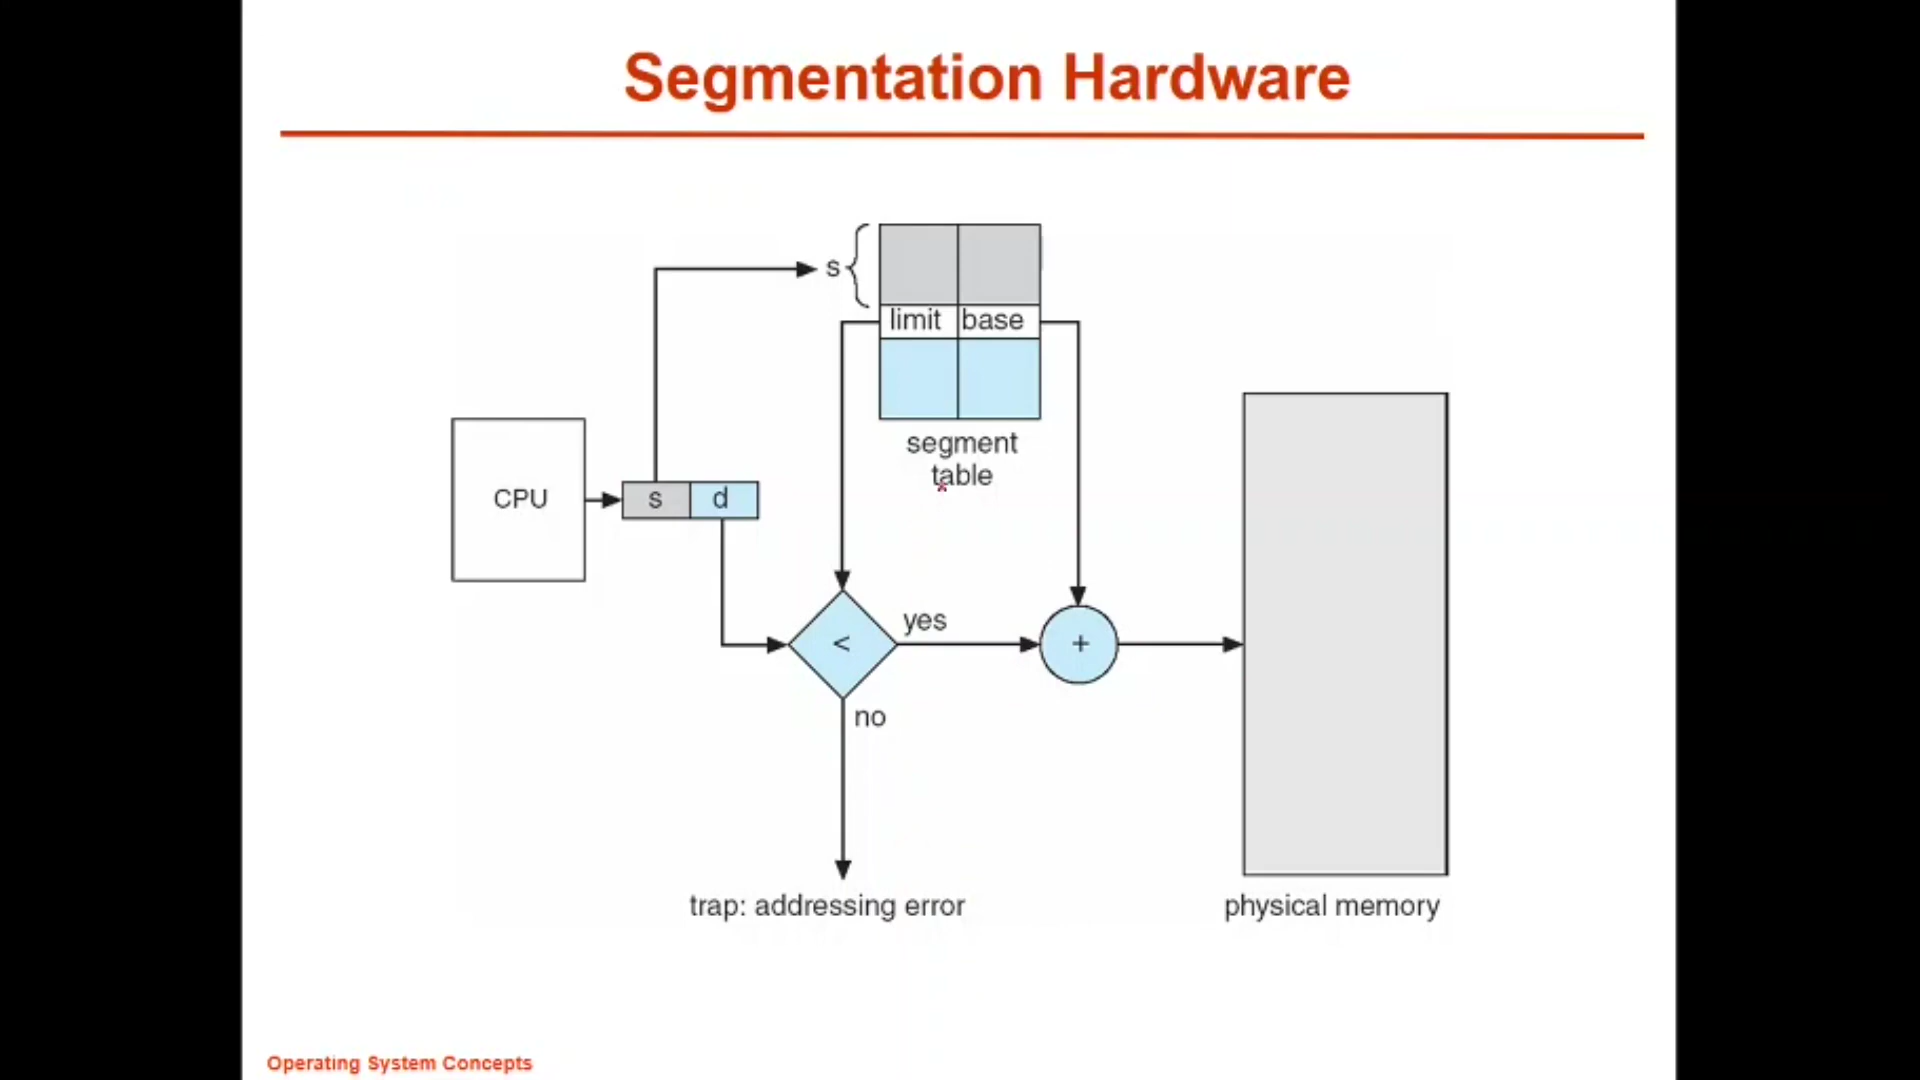 Segmentation Hardware
s
limit base
segment
table
CPU
s d
<
yes
+
no
trap: addressing error
physical memory
Operating System Concepts